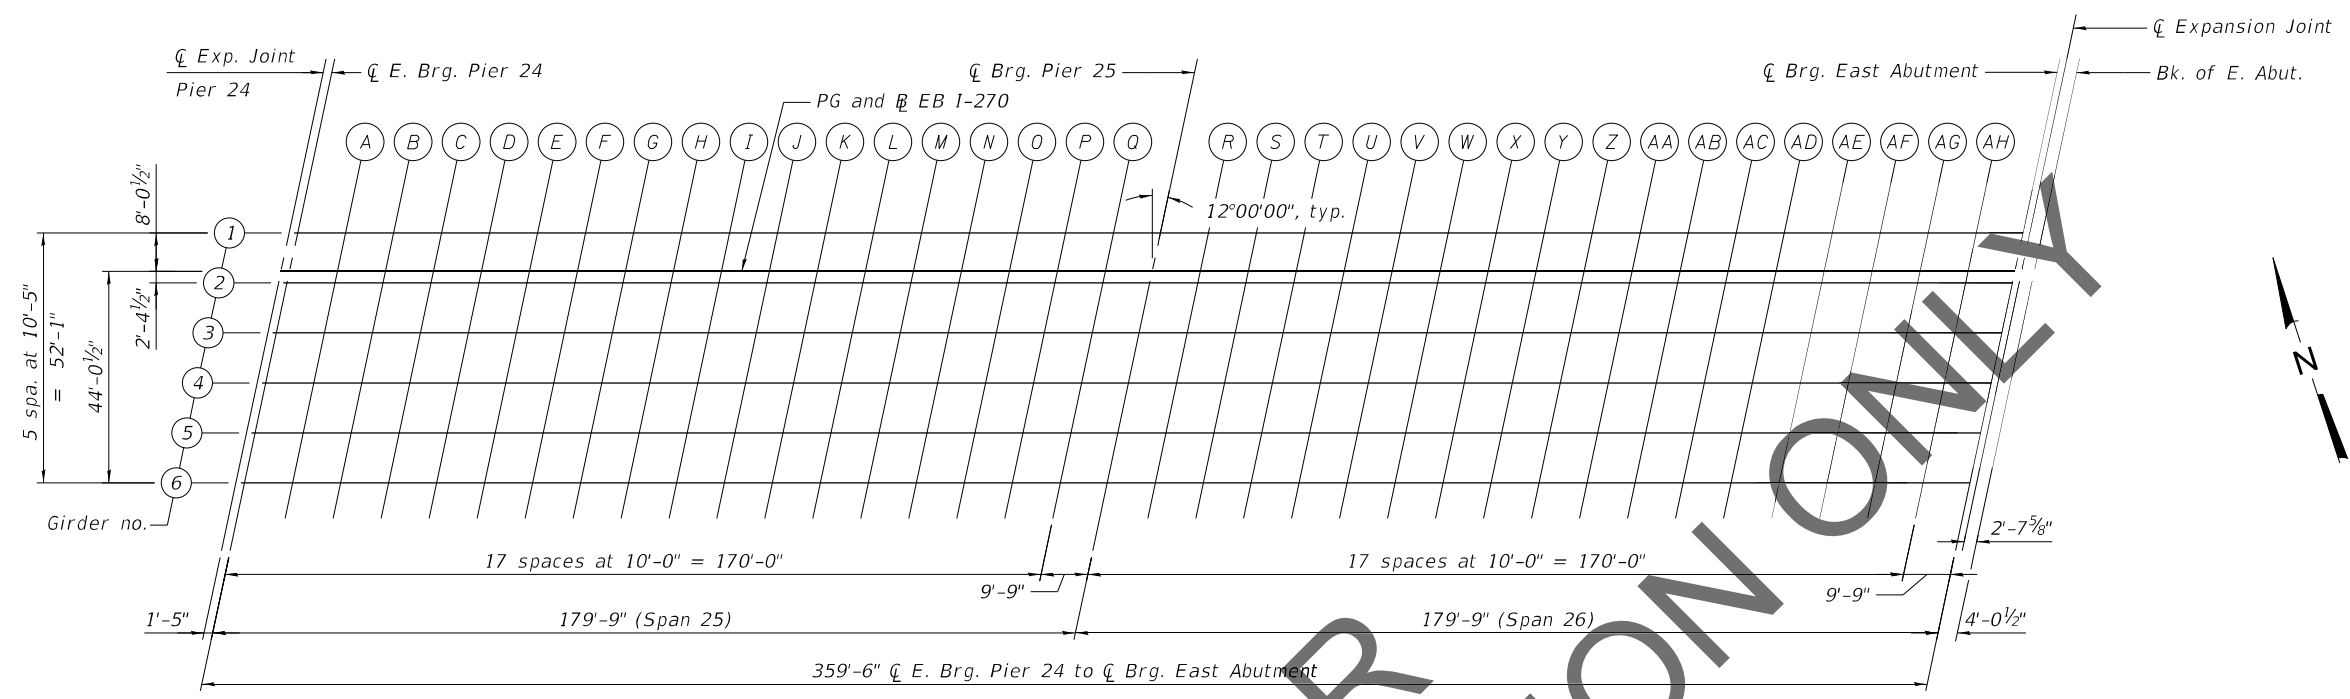 ℄ Exp. Joint
Pier 24
℄ E. Brg. Pier 24
℄ Brg. Pier 25
℄ Brg. East Abutment
℄ Expansion Joint
Bk. of E. Abut.
PG and ⅊ EB I-270
A B C D E F G H I J K L M N O P Q R S T U V W X Y Z AA AB AC AD AE AF AG AH
12°00'00", typ.
8'-0½"
2'-4½"
44'-0½"
5 spa. at 10'-5"
= 52'-1"
1
2
3
4
5
6
Girder no.
N
2'-7⅝"
17 spaces at 10'-0" = 170'-0"
9'-9"
17 spaces at 10'-0" = 170'-0"
9'-9"
1'-5"
179'-9" (Span 25)
179'-9" (Span 26)
4'-0½"
359'-6" ℄ E. Brg. Pier 24 to ℄ Brg. East Abutment
R
ON ONLY